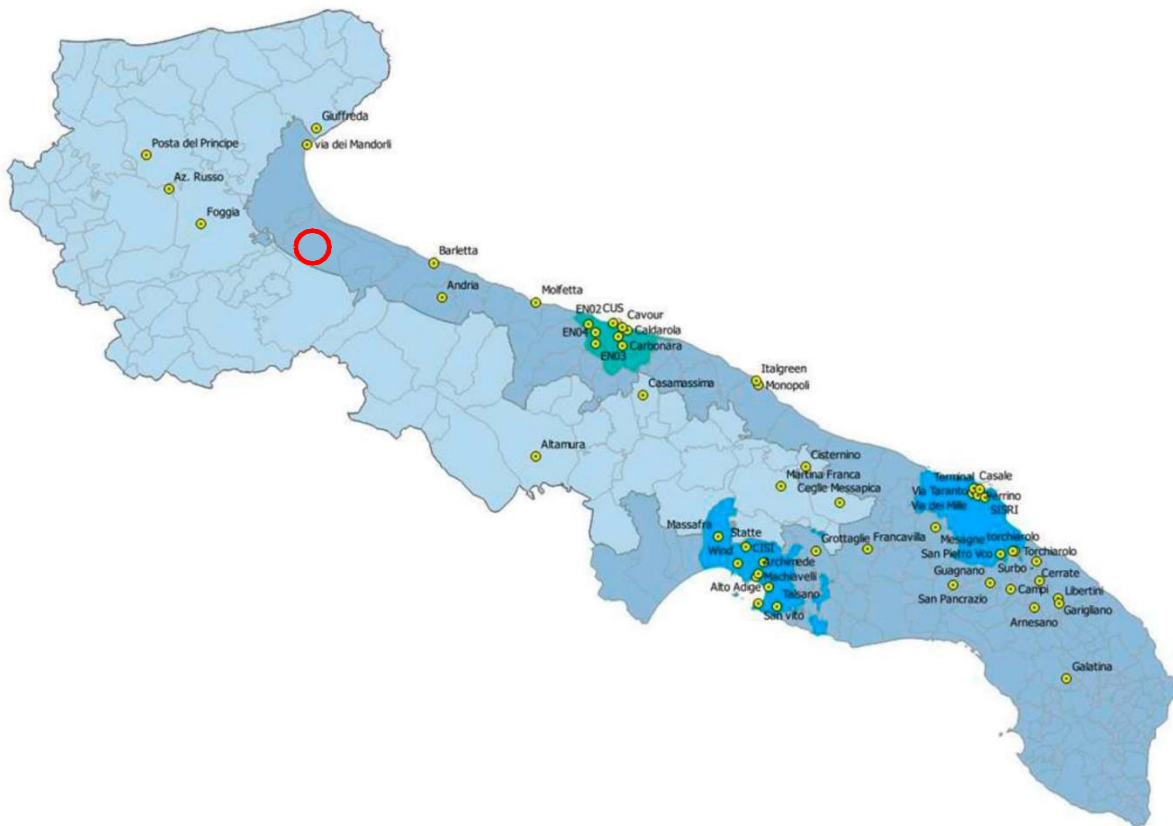 Giuffreda
via dei Mandorli
Posta del Principe
Az. Russo
Foggia
Barletta
Andria
Molfetta
EN02 CUS
Cavour
EN04
Caldarola
Carbonara
EN03
Italgreen
Monopoli
Casamassima
Altamura
Cisternino
Martina Franca
Ceglie Messapica
Terminal
Casale
Via Taranto
Perrino
Via dei Mille
SISRI
Massafra
Statte
Grottaglie
Francavilla
Mesagne
torchiarolo
Wind
CISI
San Pietro Vco
Torchiarolo
Archimede
Machiavelli
Guagnano
Surbo -
Cerrate
Alto Adige
Talsano
San Pancrazio
Campi
Libertini
San vito
Garigliano
Arnesano
Galatina